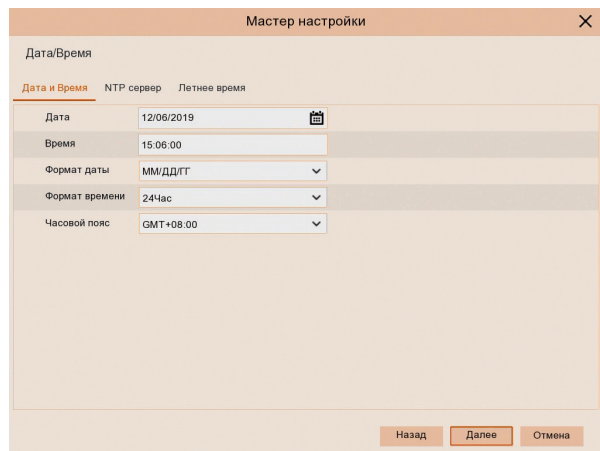 Мастер настройки
Дата/Время
Дата и Время NTP сервер Летнее время
Дата 12/06/2019
Время 15:06:00
Формат даты ММ/ДД/ГГ
Формат времени 24Час
Часовой пояс GMT+08:00
Назад Далее Отмена